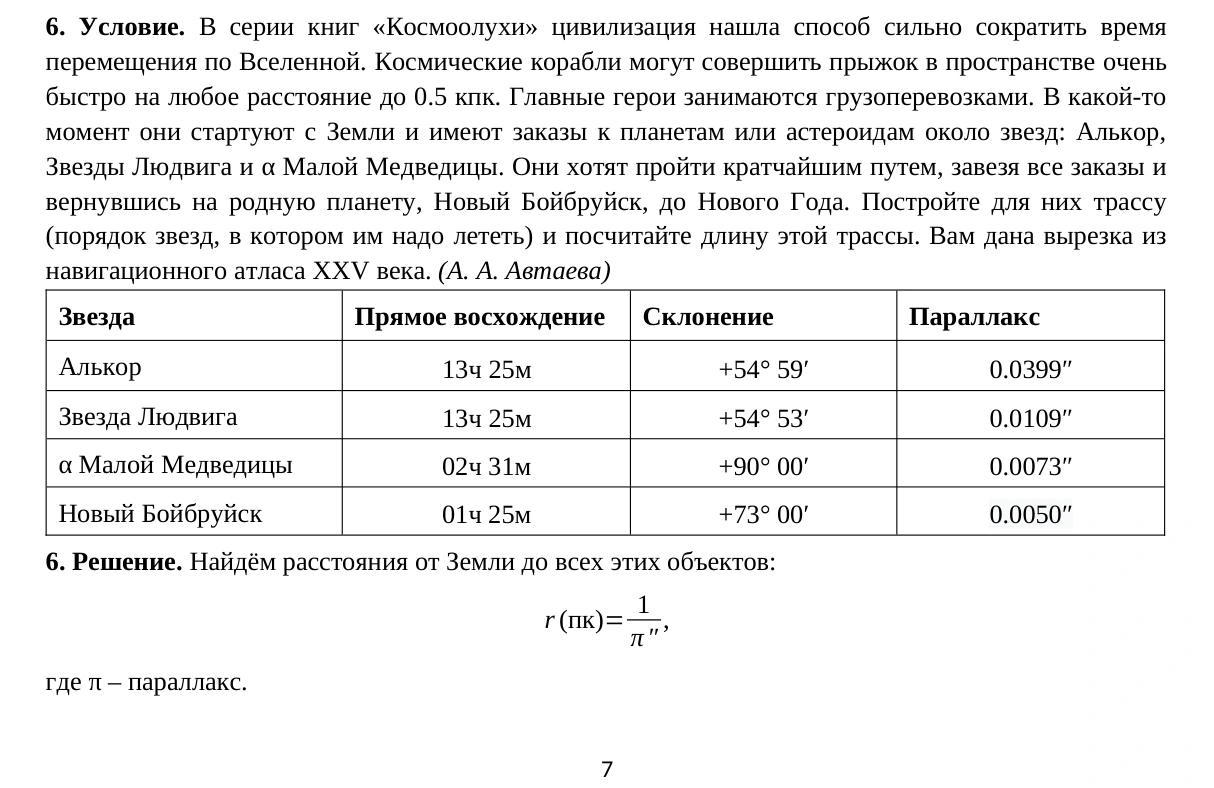 6. Условие. В серии книг «Космоолухи» цивилизация нашла способ сильно сократить время
перемещения по Вселенной. Космические корабли могут совершить прыжок в пространстве очень
быстро на любое расстояние до 0.5 кпк. Главные герои занимаются грузоперевозками. В какой-то
момент они стартуют с Земли и имеют заказы к планетам или астероидам около звезд: Алькор,
Звезды Людвига и α Малой Медведицы. Они хотят пройти кратчайшим путем, завезя все заказы и
вернувшись на родную планету, Новый Бойбруйск, до Нового Года. Постройте для них трассу
(порядок звезд, в котором им надо лететь) и посчитайте длину этой трассы. Вам дана вырезка из
навигационного атласа XXV века. (А. А. Автаева)
Звезда Прямое восхождение Склонение Параллакс
Алькор 13ч 25м +54° 59′ 0.0399″
Звезда Людвига 13ч 25м +54° 53′ 0.0109″
α Малой Медведицы 02ч 31м +90° 00′ 0.0073″
Новый Бойбруйск 01ч 25м +73° 00′ 0.0050″
6. Решение. Найдём расстояния от Земли до всех этих объектов:
r (пк)= 1/π″,
где π – параллакс.
7